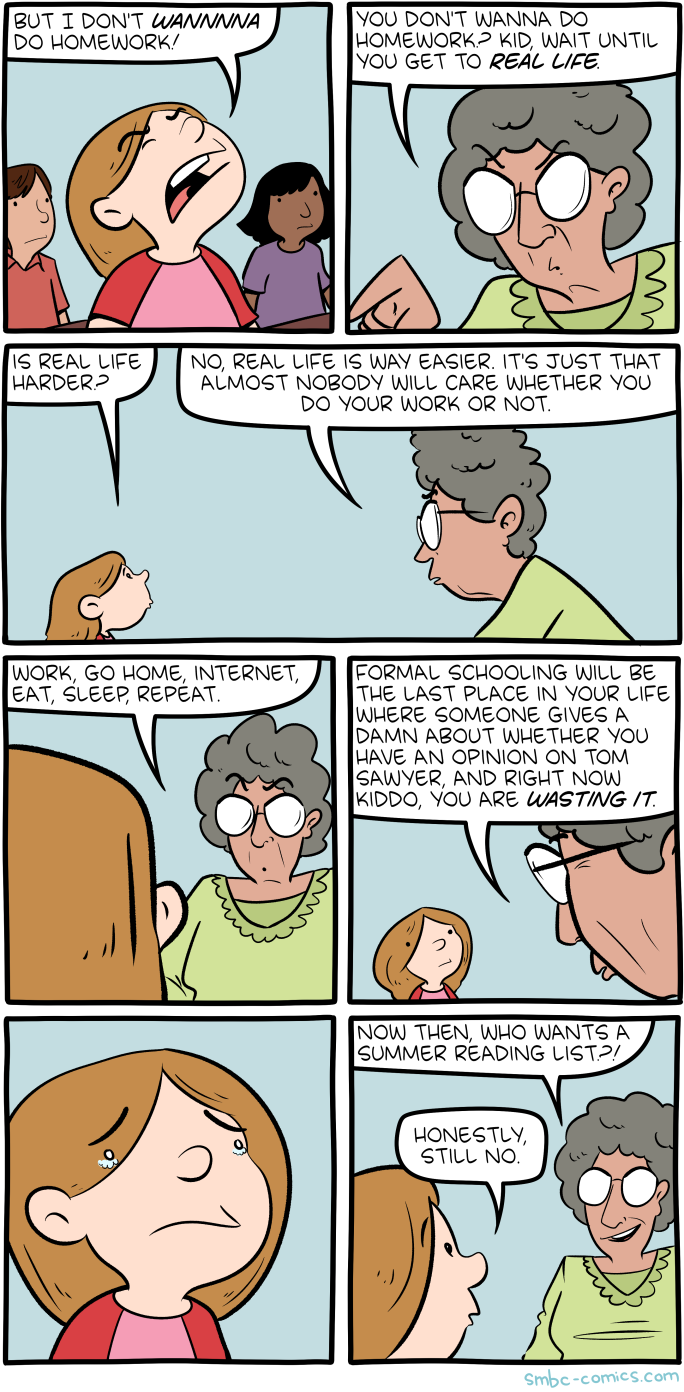 BUT I DON'T WANNNNA
DO HOMEWORK!
YOU DON'T WANNA DO
HOMEWORK? KID, WAIT UNTIL
YOU GET TO REAL LIFE.
IS REAL LIFE
HARDER?
NO, REAL LIFE IS WAY EASIER. IT'S JUST THAT
ALMOST NOBODY WILL CARE WHETHER YOU
DO YOUR WORK OR NOT.
WORK, GO HOME, INTERNET,
EAT, SLEEP, REPEAT.
FORMAL SCHOOLING WILL BE
THE LAST PLACE IN YOUR LIFE
WHERE SOMEONE GIVES A
DAMN ABOUT WHETHER YOU
HAVE AN OPINION ON TOM
SAWYER, AND RIGHT NOW
KIDDO, YOU ARE WASTING IT.
NOW THEN, WHO WANTS A
SUMMER READING LIST?!
HONESTLY,
STILL NO.
smbc-comics.com